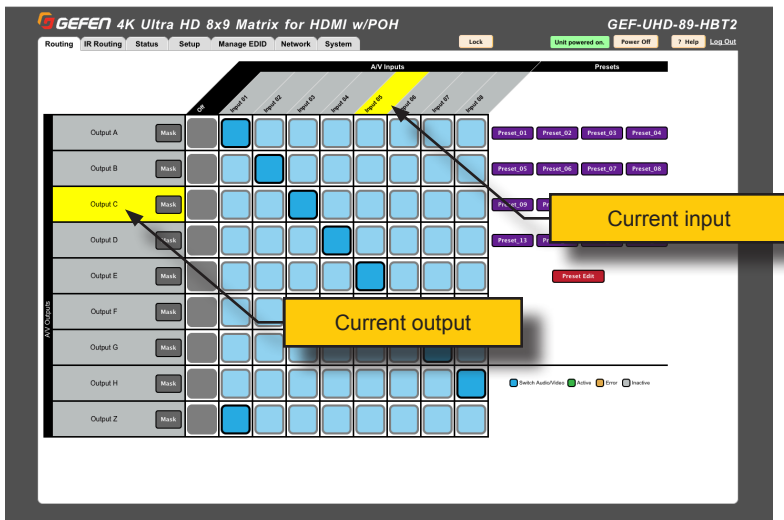 GEFEN 4K Ultra HD 8x9 Matrix for HDMI w/POH
GEF-UHD-89-HBT2
Routing IR Routing Status Setup Manage EDID Network System
Lock
Unit powered on. Power Off ? Help Log Out
A/V Inputs
Presets
Off Input 01 Input 02 Input 03 Input 04 Input 05 Input 06 Input 07 Input 08
A/V Outputs
Output A Mask
Preset_01 Preset_02 Preset_03 Preset_04
Output B Mask
Preset_05 Preset_06 Preset_07 Preset_08
Output C Mask
Preset_09
Current input
Output D Mask
Preset_13
Output E Mask
Preset Edit
Output F Mask
Current output
Output G Mask
Output H Mask
Switch Audio/Video Active Error Inactive
Output Z Mask